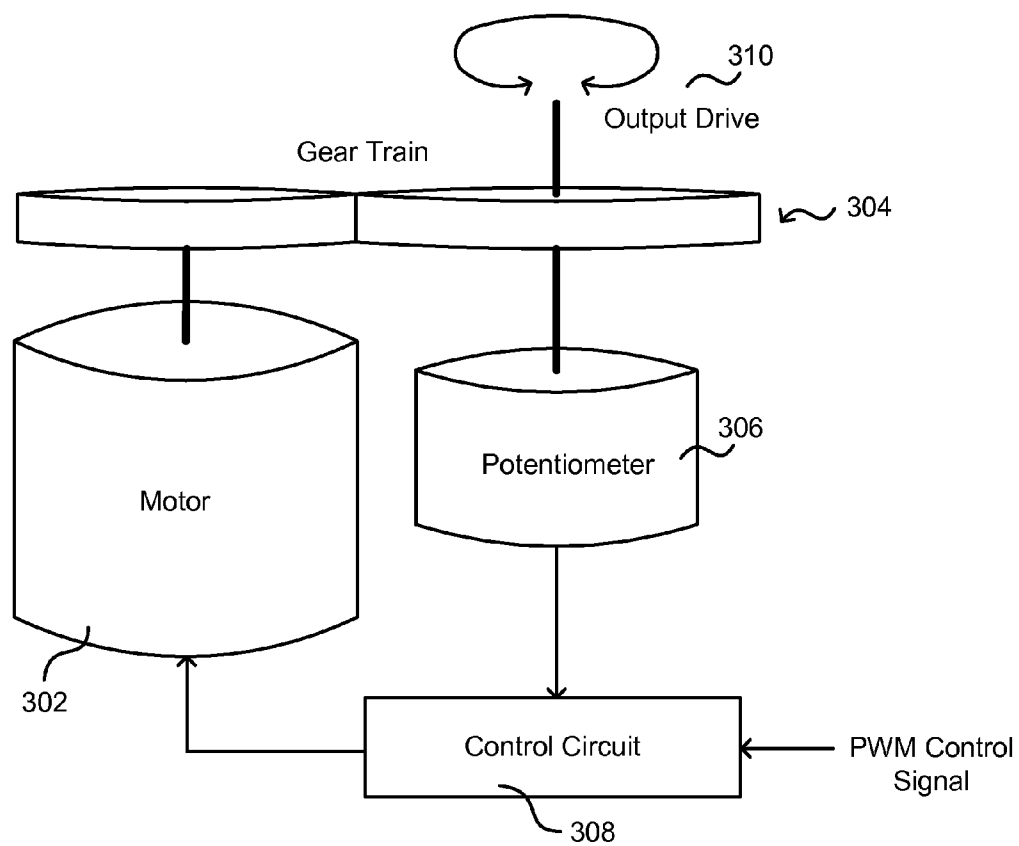 310
Output Drive
Gear Train
304
306
Potentiometer
Motor
302
Control Circuit
PWM Control
Signal
308